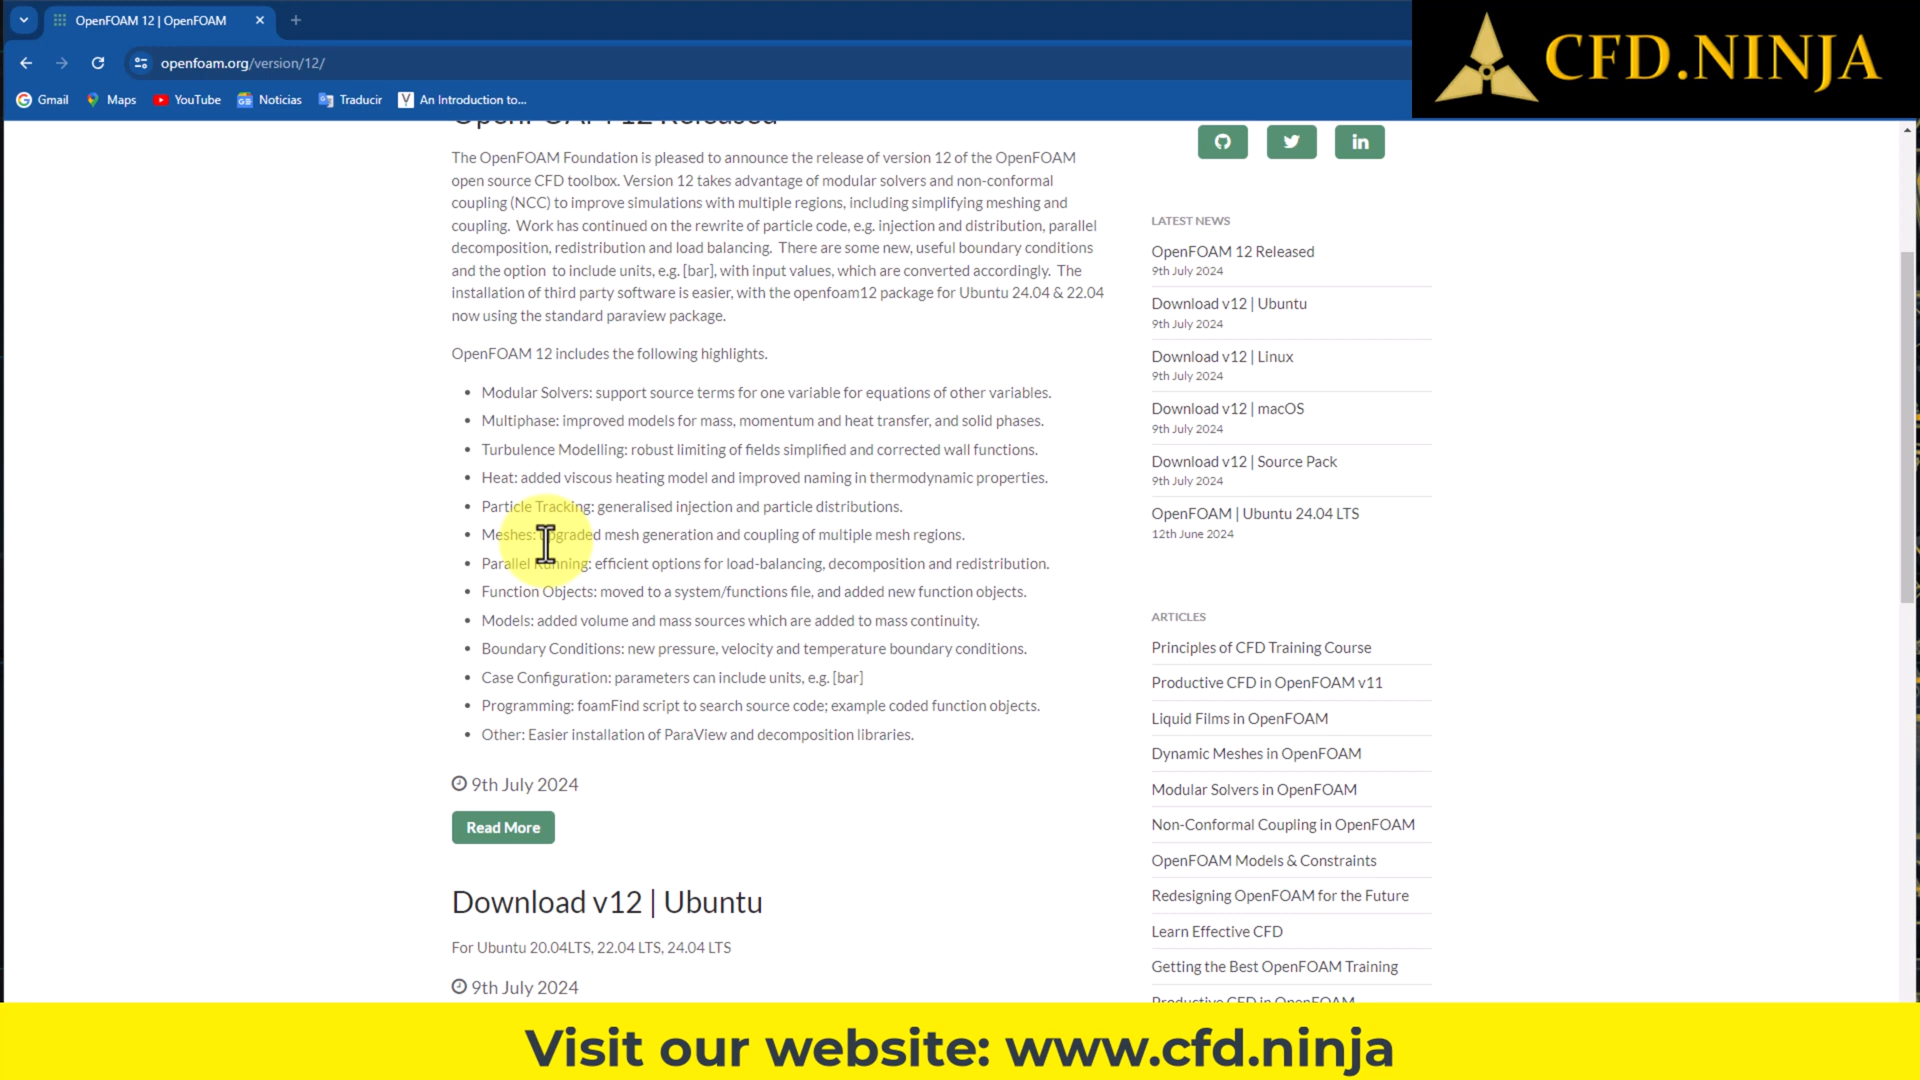 OpenFOAM 12 | OpenFOAM
openfoam.org/version/12/
Gmail
Maps
YouTube
Noticias
Traducir
An Introduction to...
CFD.NINJA
OpenFOAM 12 Released
The OpenFOAM Foundation is pleased to announce the release of version 12 of the OpenFOAM
open source CFD toolbox. Version 12 takes advantage of modular solvers and non-conformal
coupling (NCC) to improve simulations with multiple regions, including simplifying meshing and
coupling. Work has continued on the rewrite of particle code, e.g. injection and distribution, parallel
decomposition, redistribution and load balancing. There are some new, useful boundary conditions
and the option to include units, e.g. [bar], with input values, which are converted accordingly. The
installation of third party software is easier, with the openfoam12 package for Ubuntu 24.04 & 22.04
now using the standard paraview package.
OpenFOAM 12 includes the following highlights.
• Modular Solvers: support source terms for one variable for equations of other variables.
• Multiphase: improved models for mass, momentum and heat transfer, and solid phases.
• Turbulence Modelling: robust limiting of fields simplified and corrected wall functions.
• Heat: added viscous heating model and improved naming in thermodynamic properties.
• Particle Tracking: generalised injection and particle distributions.
• Meshes: upgraded mesh generation and coupling of multiple mesh regions.
• Parallel Running: efficient options for load-balancing, decomposition and redistribution.
• Function Objects: moved to a system/functions file, and added new function objects.
• Models: added volume and mass sources which are added to mass continuity.
• Boundary Conditions: new pressure, velocity and temperature boundary conditions.
• Case Configuration: parameters can include units, e.g. [bar]
• Programming: foamFind script to search source code; example coded function objects.
• Other: Easier installation of ParaView and decomposition libraries.
9th July 2024
Read More
Download v12 | Ubuntu
For Ubuntu 20.04LTS, 22.04 LTS, 24.04 LTS
9th July 2024
LATEST NEWS
OpenFOAM 12 Released
9th July 2024
Download v12 | Ubuntu
9th July 2024
Download v12 | Linux
9th July 2024
Download v12 | macOS
9th July 2024
Download v12 | Source Pack
9th July 2024
OpenFOAM | Ubuntu 24.04 LTS
12th June 2024
ARTICLES
Principles of CFD Training Course
Productive CFD in OpenFOAM v11
Liquid Films in OpenFOAM
Dynamic Meshes in OpenFOAM
Modular Solvers in OpenFOAM
Non-Conformal Coupling in OpenFOAM
OpenFOAM Models & Constraints
Redesigning OpenFOAM for the Future
Learn Effective CFD
Getting the Best OpenFOAM Training
Productive CFD in OpenFOAM
Visit our website: www.cfd.ninja